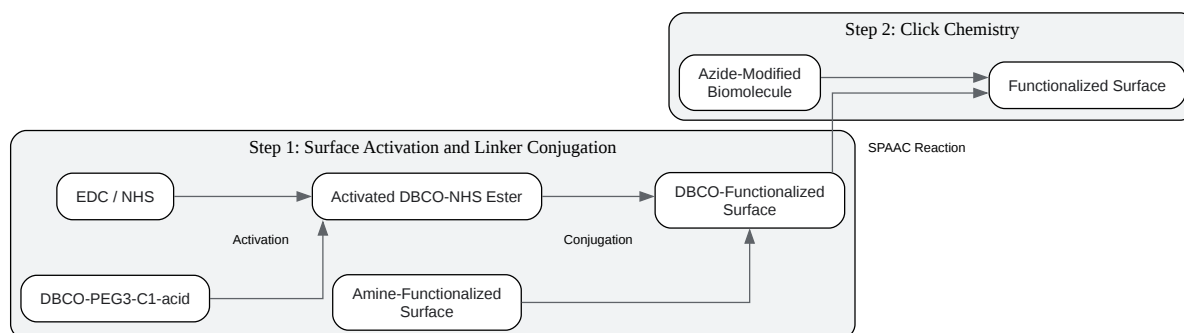 Step 2: Click Chemistry
Azide-Modified
Biomolecule
Functionalized Surface
SPAAC Reaction
Step 1: Surface Activation and Linker Conjugation
EDC / NHS
Activated DBCO-NHS Ester
DBCO-Functionalized
Surface
Activation
Conjugation
DBCO-PEG3-C1-acid
Amine-Functionalized
Surface